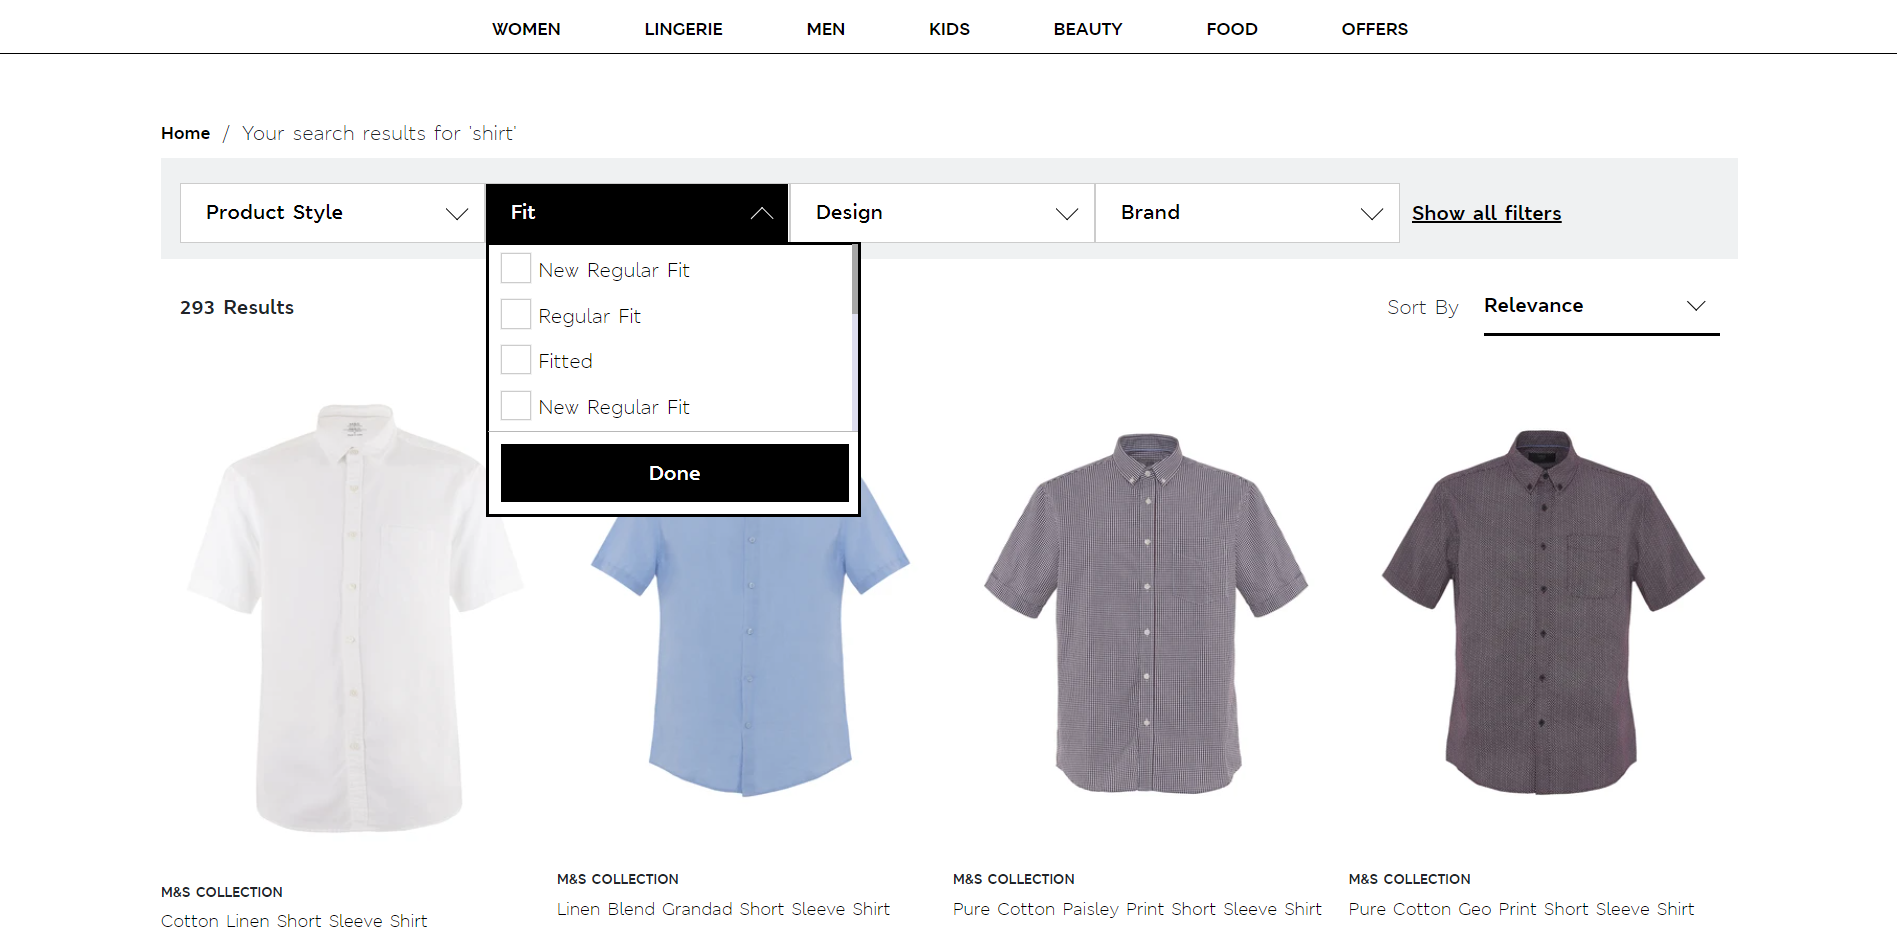 WOMEN LINGERIE MEN KIDS BEAUTY FOOD OFFERS
Home / Your search results for 'shirt'
Product Style Fit Design Brand Show all filters
New Regular Fit
Regular Fit
Fitted
New Regular Fit
Done
293 Results
Sort By Relevance
M&S COLLECTION
Cotton Linen Short Sleeve Shirt
M&S COLLECTION
Linen Blend Grandad Short Sleeve Shirt
M&S COLLECTION
Pure Cotton Paisley Print Short Sleeve Shirt
M&S COLLECTION
Pure Cotton Geo Print Short Sleeve Shirt